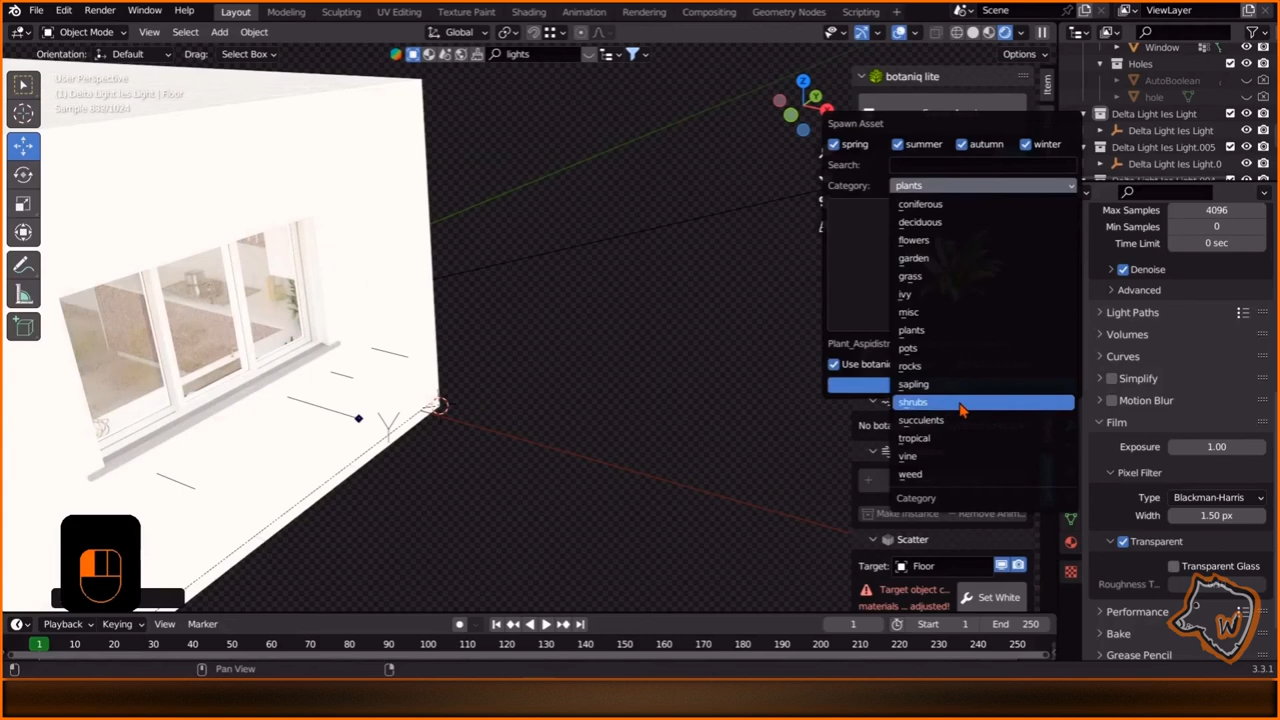 File Edit Render Window Help Layout Modeling Sculpting UV Editing Texture Paint Shading Animation Rendering Compositing Geometry Nodes Scripting Scene ViewLayer
Object Mode View Select Add Object Global lights
Orientation: Default Drag: Select Box Options
User Perspective
(1) Delta Light Ies Light | Floor
botaniq lite
Item
Spawn Asset
spring summer autumn winter
Search:
Category: plants
coniferous
deciduous
flowers
garden
grass
ivy
misc
plants
pots
rocks
sapling
shrubs
succulents
tropical
vine
weed
Category
Plant_Aspidistr
Use botanic
No bota
Make Instance Remove Anim...
Scatter
Target: Floor
Target object c...
materials ... adjusted!
Set White
Window
Holes
AutoBoolean
hole
Delta Light Ies Light
Delta Light Ies Light
Delta Light Ies Light.005
Delta Light Ies Light.0
Max Samples 4096
Min Samples 0
Time Limit 0 sec
Denoise
Advanced
Light Paths
Volumes
Curves
Simplify
Motion Blur
Film
Exposure 1.00
Pixel Filter
Type Blackman-Harris
Width 1.50 px
Transparent
Transparent Glass
Roughness T...
Performance
Bake
Grease Pencil
Y
W
Playback Keying View Marker 1 Start 1 End 250
1 10 20 30 40 50 60 70 80 90 100 110 120 130 140 150 160 170 180 190 200 210 220 230 240 250
Pan View 3.3.1